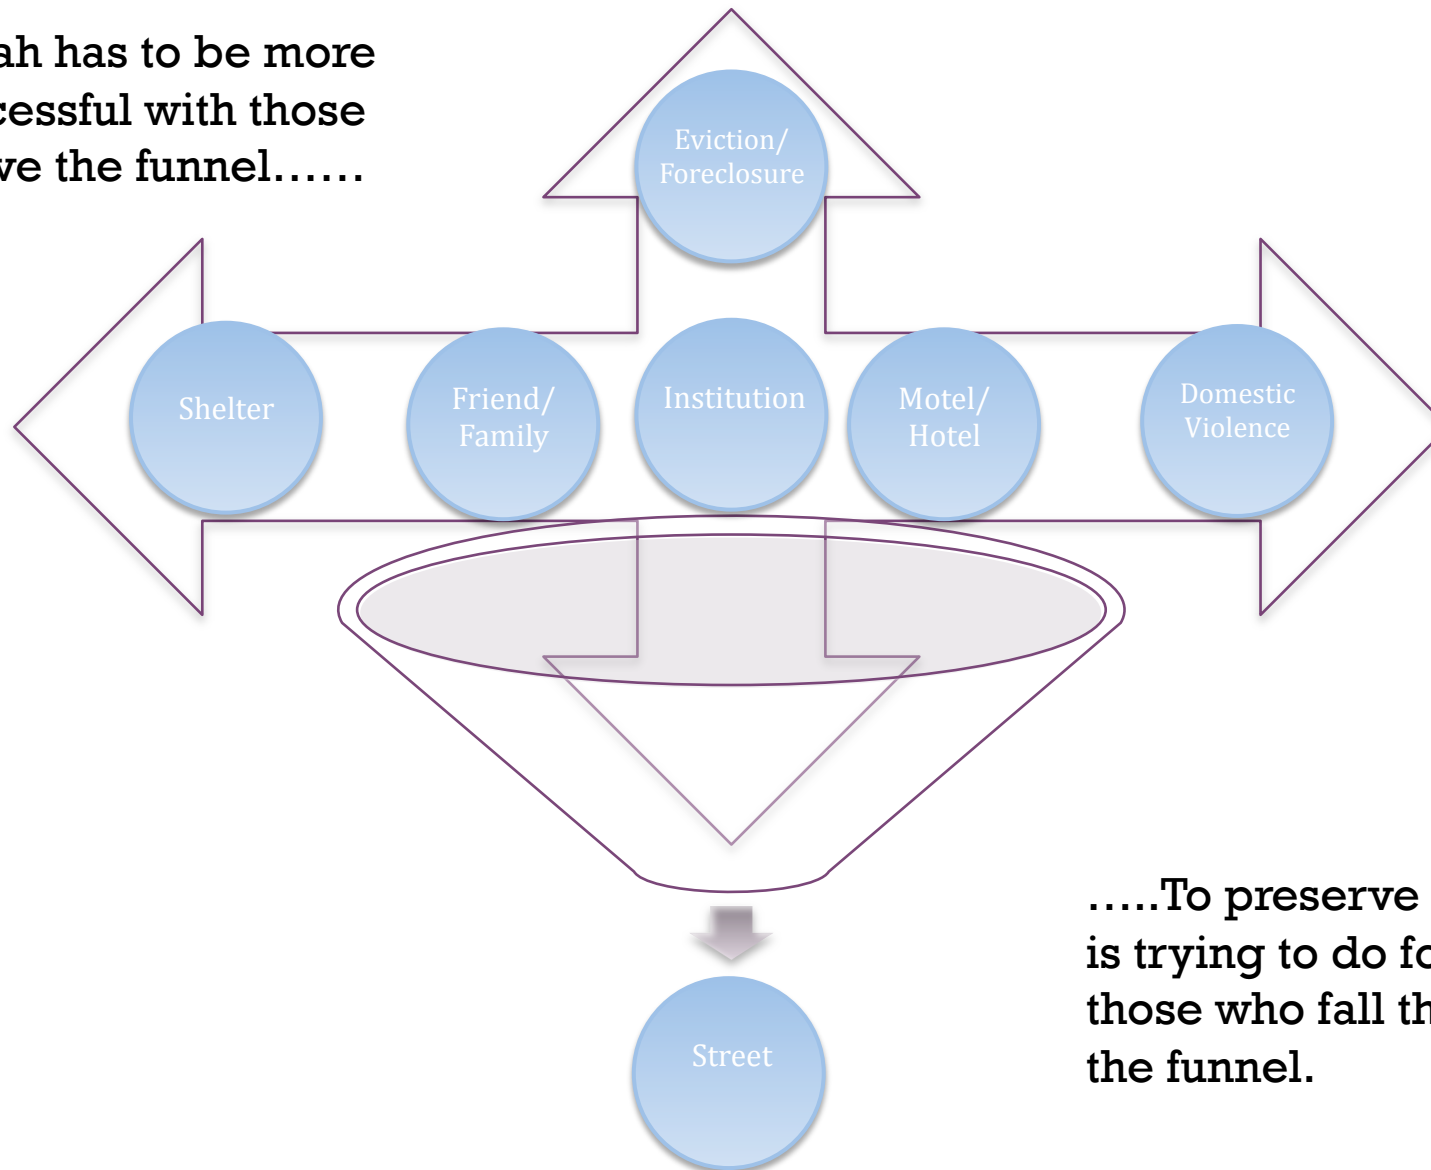 ah has to be more
cessful with those
ve the funnel……
Eviction/
Foreclosure
Shelter
Friend/
Family
Institution
Motel/
Hotel
Domestic
Violence
…..To preserve
is trying to do fo
those who fall th
the funnel.
Street